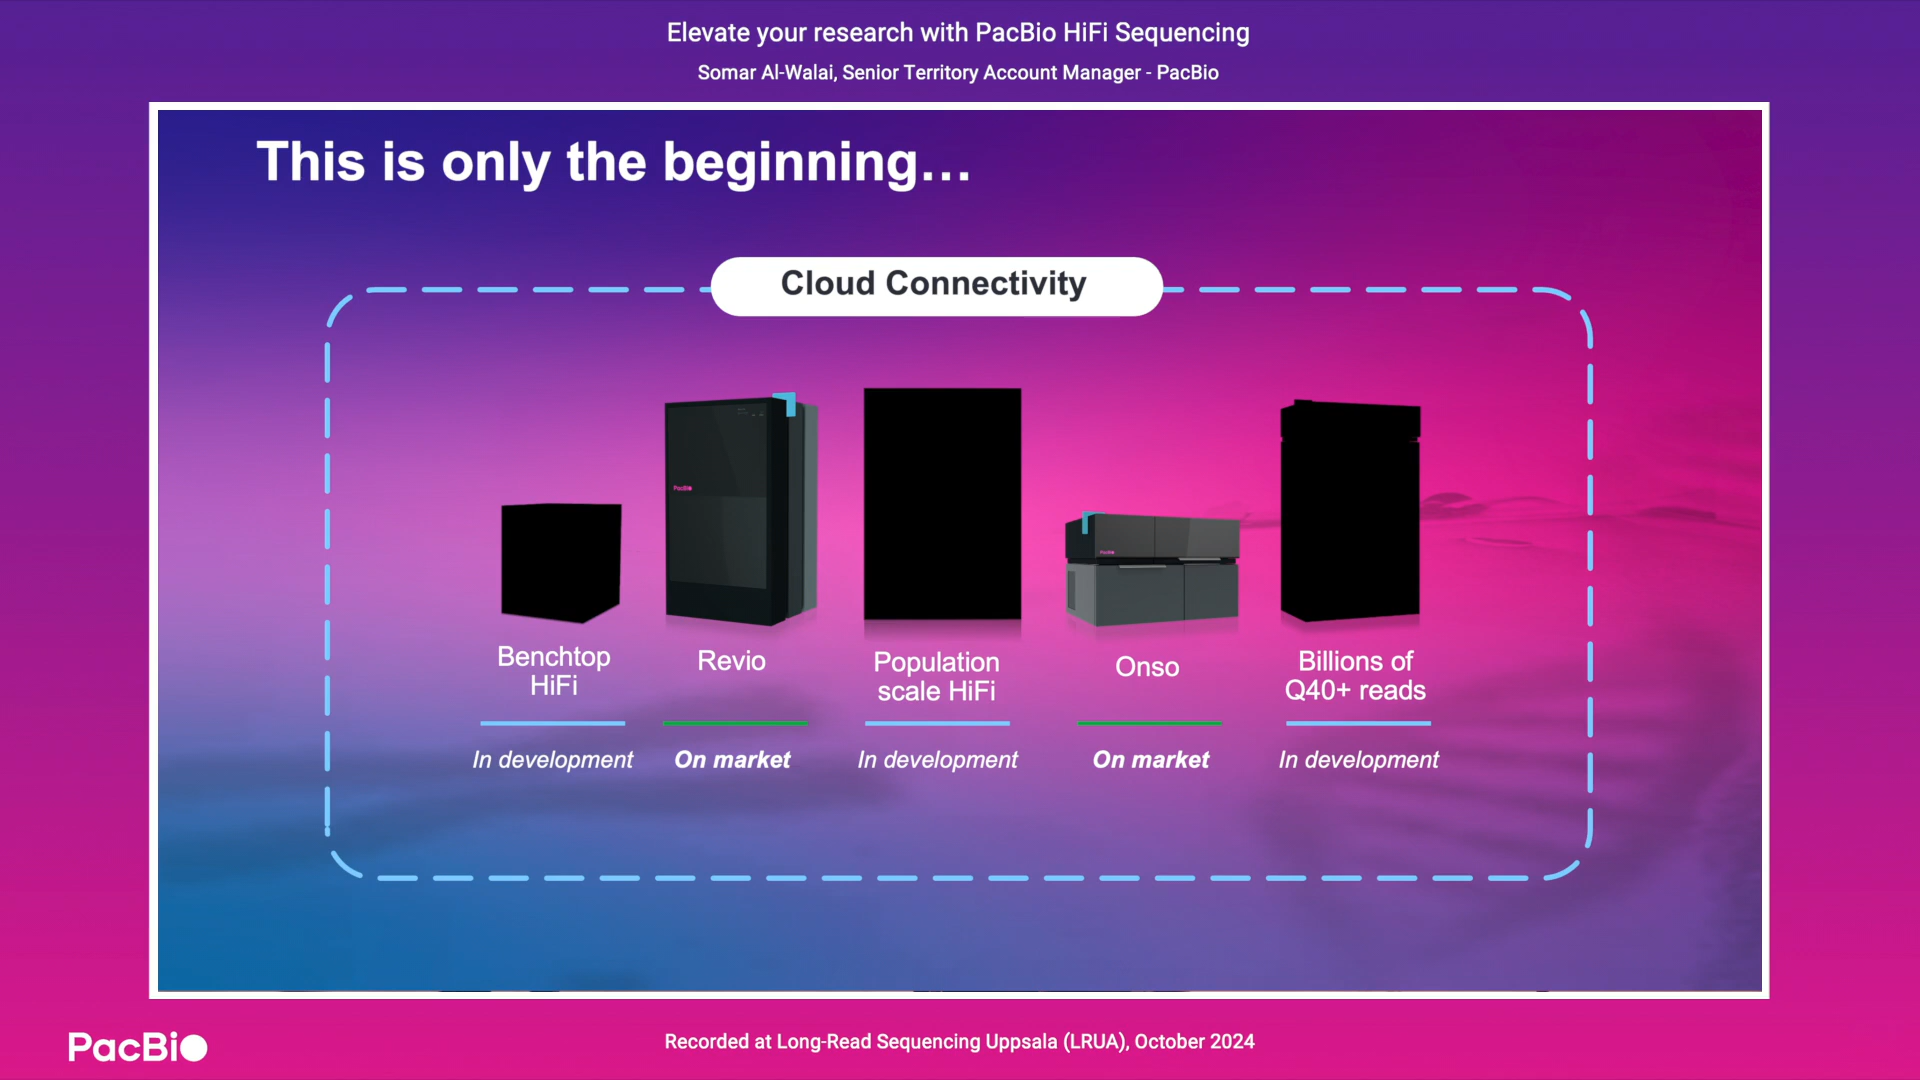 Elevate your research with PacBio HiFi Sequencing
Somar Al-Walai, Senior Territory Account Manager - PacBio
This is only the beginning…
Cloud Connectivity
PacBio
PacBio
Benchtop
HiFi
Revio
Population
scale HiFi
Onso
Billions of
Q40+ reads
In development
On market
In development
On market
In development
PacBio
Recorded at Long-Read Sequencing Uppsala (LRUA), October 2024